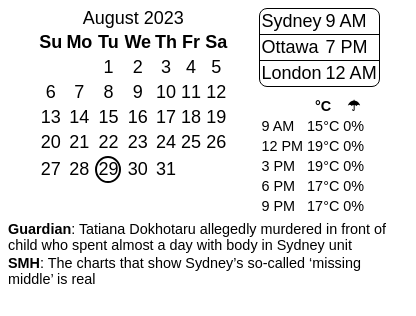 August 2023
Su Mo Tu We Th Fr Sa
1 2 3 4 5
6 7 8 9 10 11 12
13 14 15 16 17 18 19
20 21 22 23 24 25 26
27 28 29 30 31
Sydney 9 AM
Ottawa 7 PM
London 12 AM
°C ☂
9 AM 15°C 0%
12 PM 19°C 0%
3 PM 19°C 0%
6 PM 17°C 0%
9 PM 17°C 0%
Guardian: Tatiana Dokhotaru allegedly murdered in front of
child who spent almost a day with body in Sydney unit
SMH: The charts that show Sydney’s so-called ‘missing
middle’ is real